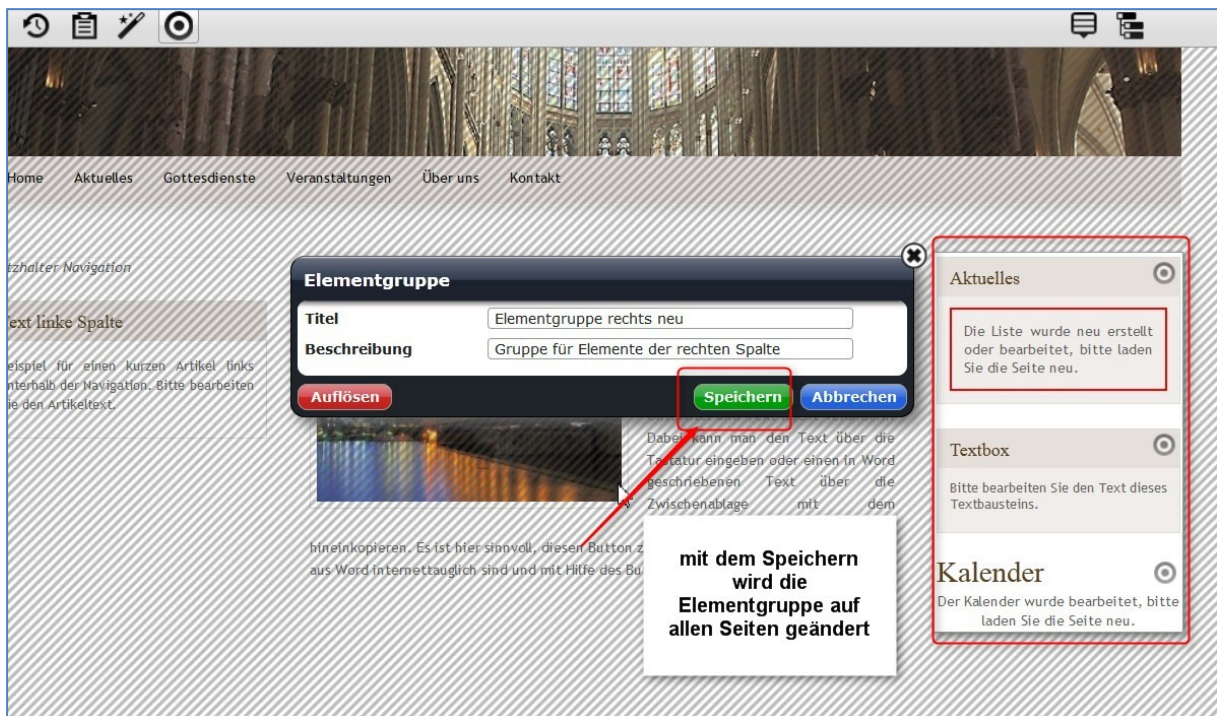 Home Aktuelles Gottesdienste Veranstaltungen Über uns Kontakt
tzhalter Navigation
ext linke Spalte
eispiel für einen kurzen Artikel links
nterhalb der Navigation. Bitte bearbeiten
ie den Artikeltext.
Elementgruppe
Titel Elementgruppe rechts neu
Beschreibung Gruppe für Elemente der rechten Spalte
Auflösen Speichern Abbrechen
Dabei kann man den Text über die
Tastatur eingeben oder einen in Word
geschriebenen Text über die
Zwischenablage mit dem
hineinkopieren. Es ist hier sinnvoll, diesen Button z
aus Word internettauglich sind und mit Hilfe des Bu
mit dem Speichern
wird die
Elementgruppe auf
allen Seiten geändert
Aktuelles
Die Liste wurde neu erstellt
oder bearbeitet, bitte laden
Sie die Seite neu.
Textbox
Bitte bearbeiten Sie den Text dieses
Textbausteins.
Kalender
Der Kalender wurde bearbeitet, bitte
laden Sie die Seite neu.